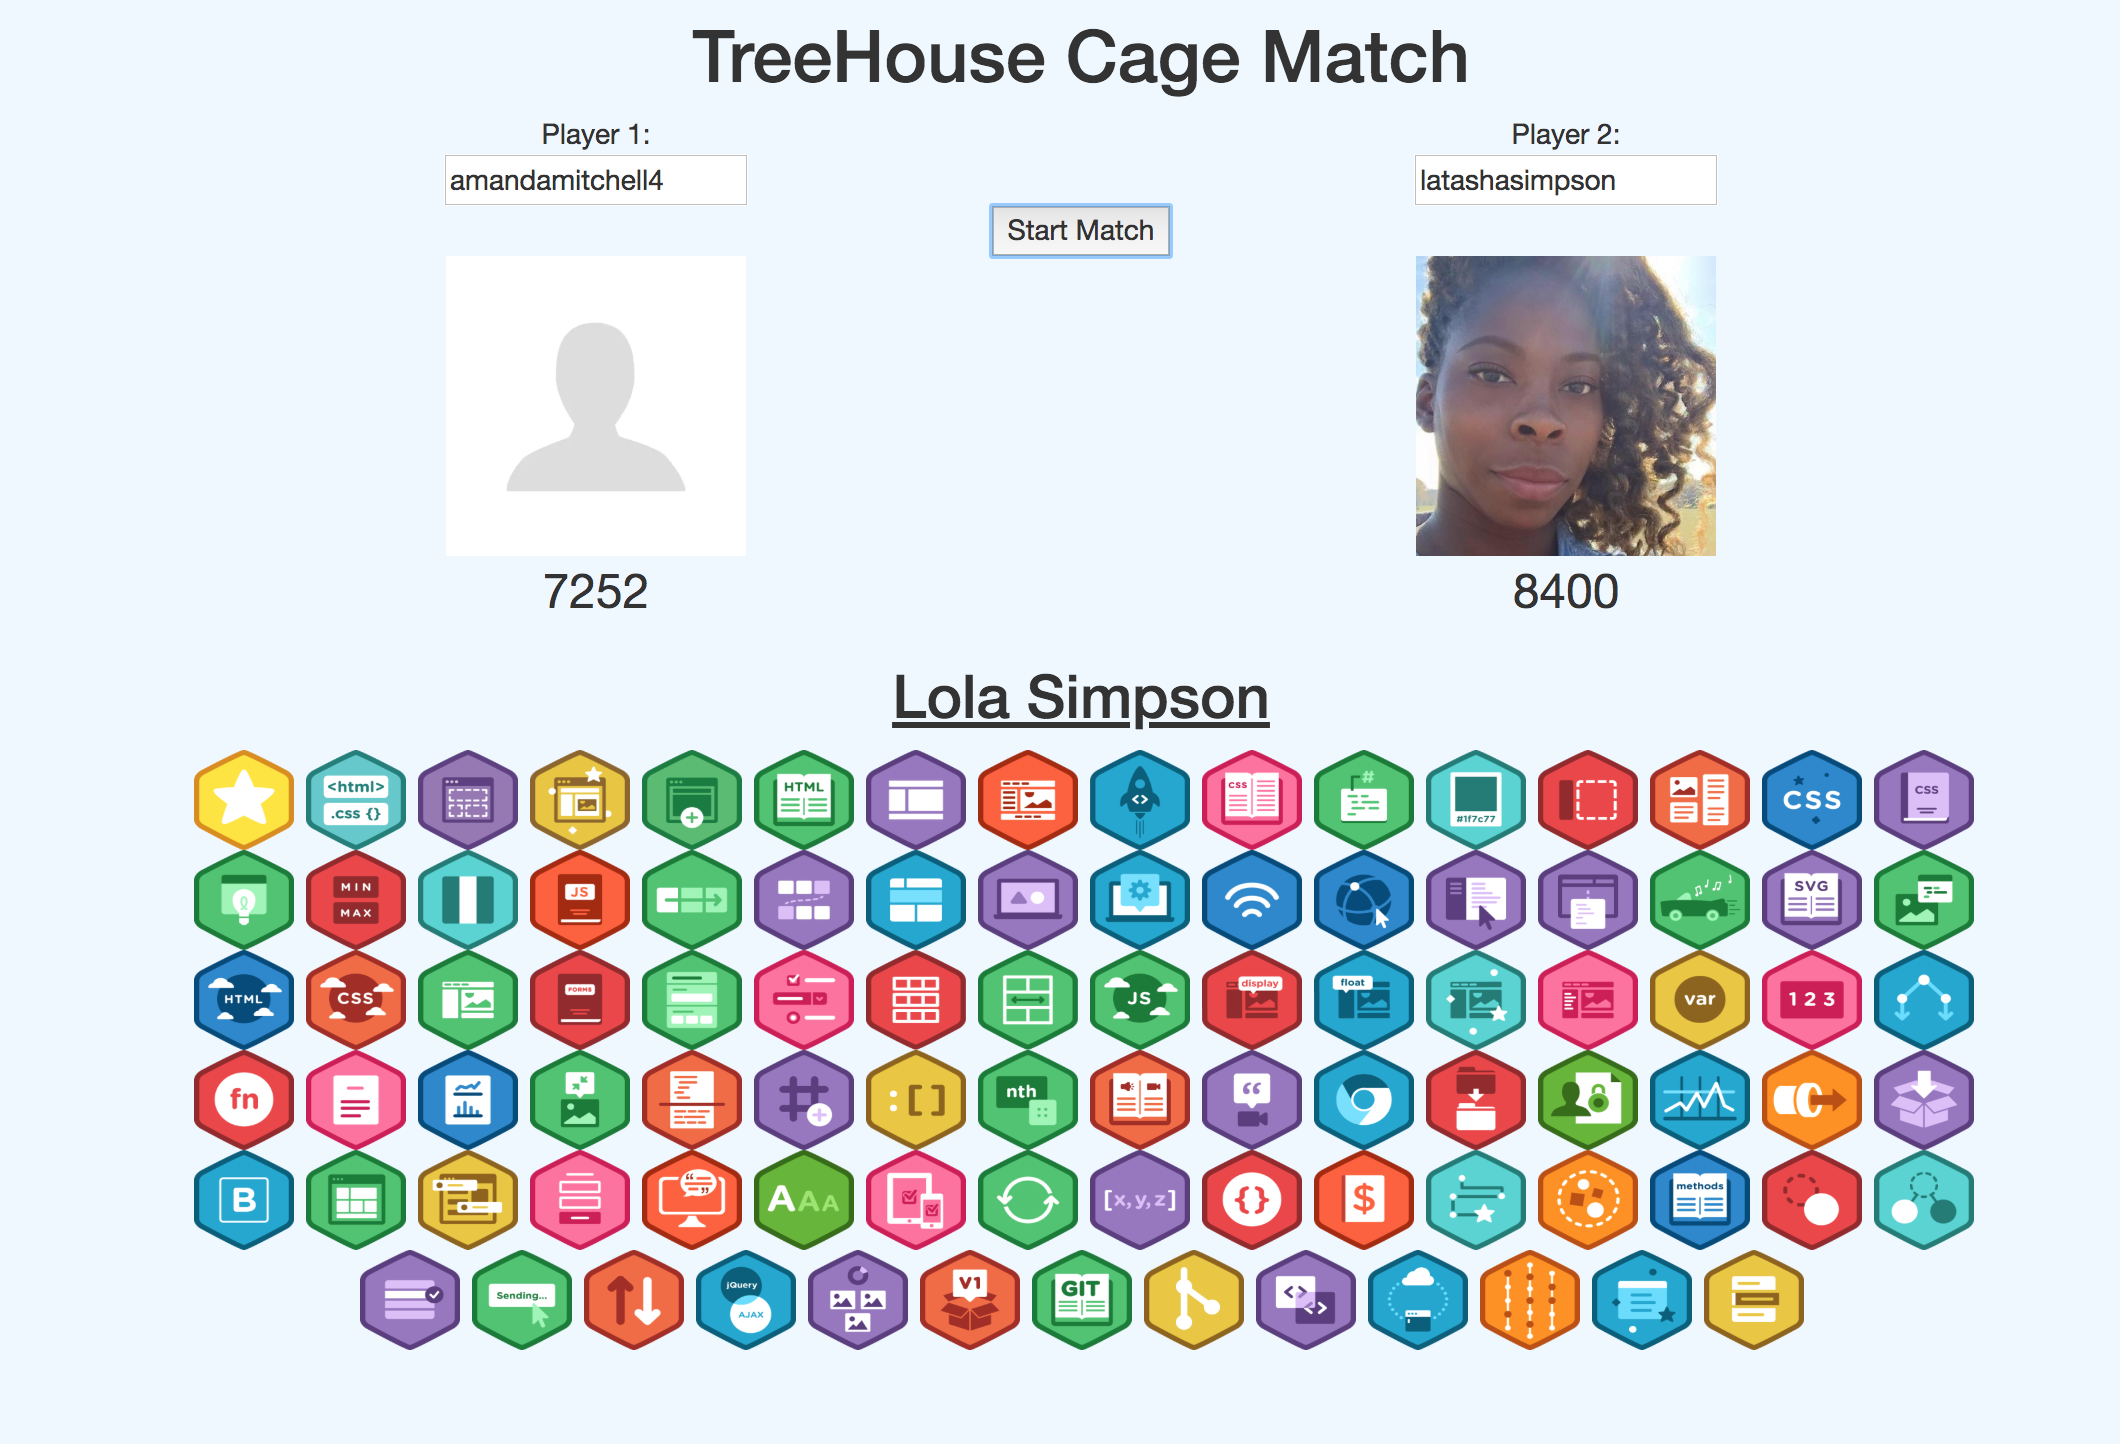 TreeHouse Cage Match
Player 1:
Player 2:
amandamitchell4
latashasimpson
Start Match
7252
8400
Lola Simpson
<html>
.css {}
HTML
<>
CSS
#
#1f7c77
CSS
CSS
MIN
MAX
JS
SVG
HTML
CSS
FORMS
JS
display
float
var
1 2 3
fn
#
: [ ]
nth
“
B
“”
AAA
[x,y,z]
{}
$
methods
Sending...
jQuery
AJAX
V1
GIT
<>
<>